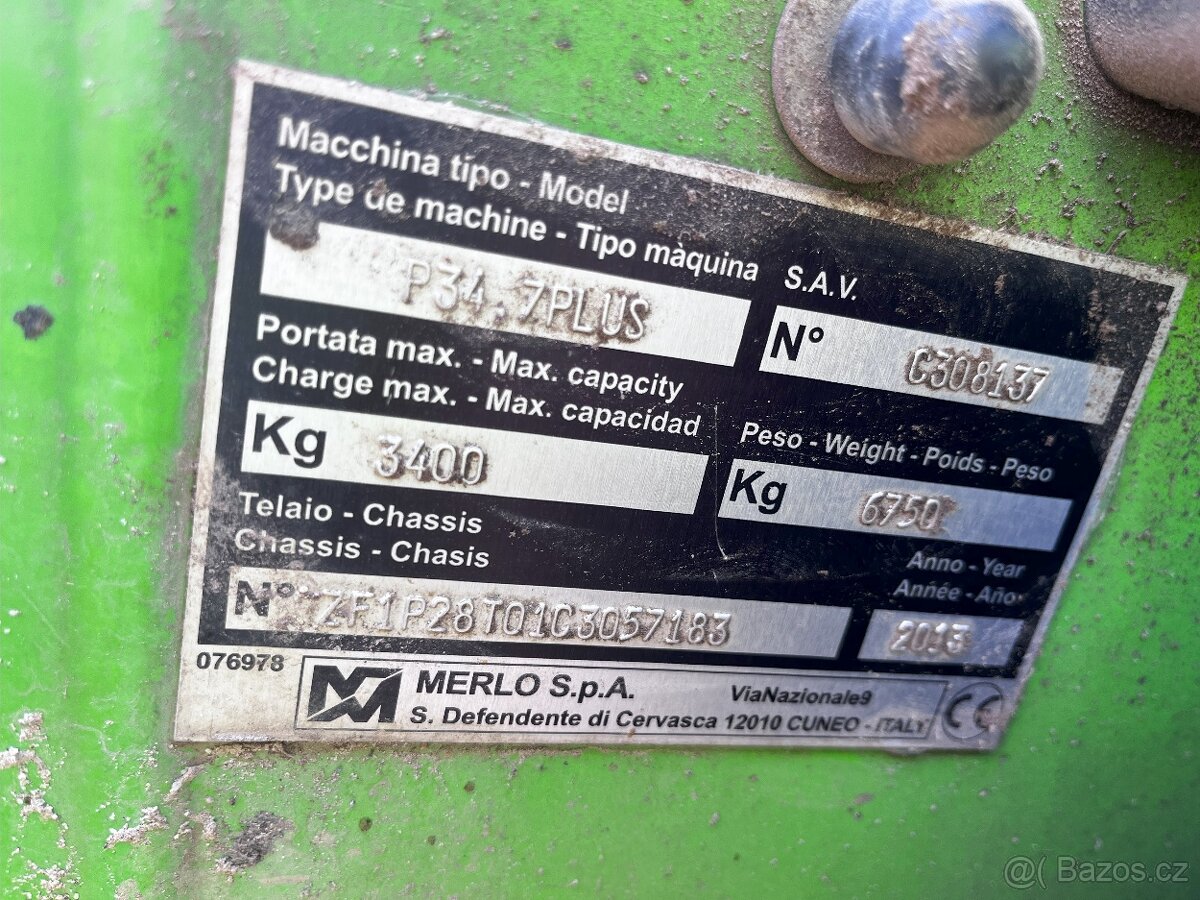 Macchina tipo - Model
Type de machine - Tipo màquina
P34.7PLUS
S.A.V.
N° C308137
Portata max. - Max. capacity
Charge max. - Max. capacidad
Kg 3400
Peso - Weight - Poids - Peso
Kg 6750
Telaio - Chassis
Chassis - Chasis
N° ZF1P28T01C3057183
Anno - Year
Année - Año
2013
076978
MERLO S.p.A.
ViaNazionale9
S. Defendente di Cervasca 12010 CUNEO - ITALY
CE
@( Bazos.cz